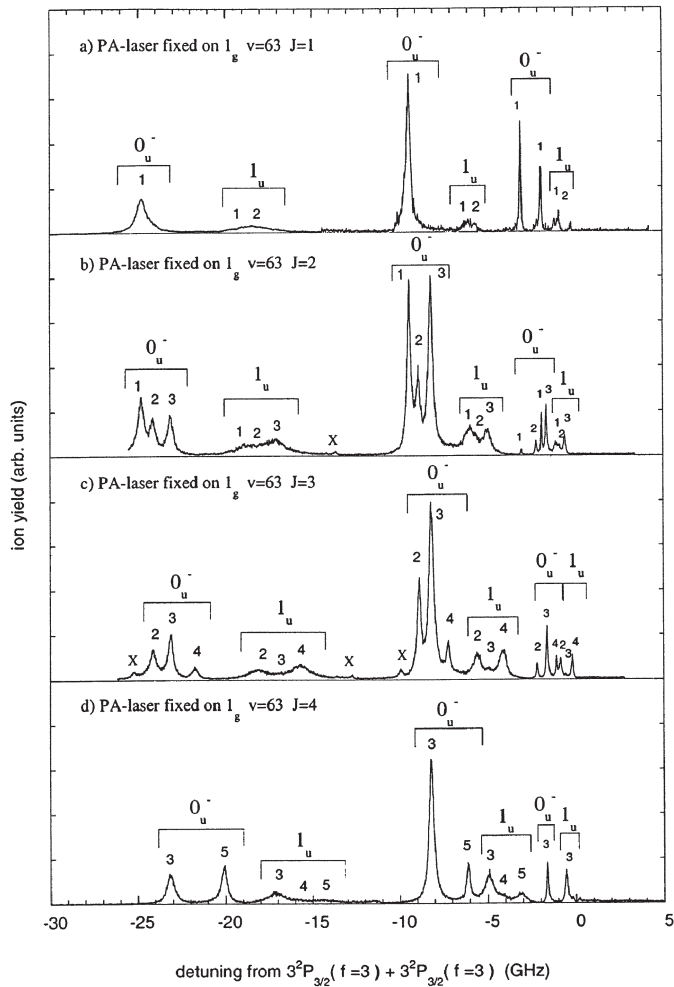 a) PA-laser fixed on 1g v=63 J=1
0u-
1
0u-
1
1u
1 2
0u-
1
1u
1 2
1
1u
1 2
b) PA-laser fixed on 1g v=63 J=2
0u-
1 2 3
0u-
1 2 3
1u
1 2 3
X
1u
1 2 3
0u-
1 2 1 3
1u
1 2 3
c) PA-laser fixed on 1g v=63 J=3
0u-
X 2 3 4
0u-
2 3 4
1u
2 3 4
X
X
1u
2 3 4
0u-
2 3 4
1u
2 3 4
d) PA-laser fixed on 1g v=63 J=4
0u-
3 5
0u-
3 5
1u
3 4 5
1u
3 4 5
0u-
3
1u
3
-30 -25 -20 -15 -10 -5 0 5
detuning from 3²P3/2( f =3 ) + 3²P3/2( f =3 ) (GHz)
ion yield (arb. units)